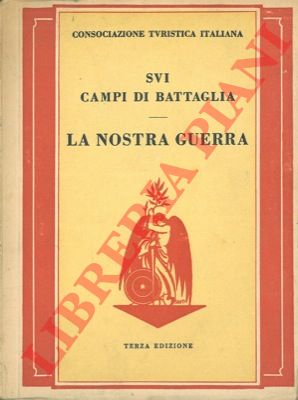 CONSOCIAZIONE TVRISTICA ITALIANA
SVI
CAMPI DI BATTAGLIA
LA NOSTRA GUERRA
TERZA EDIZIONE
LIBRERIA PIANI